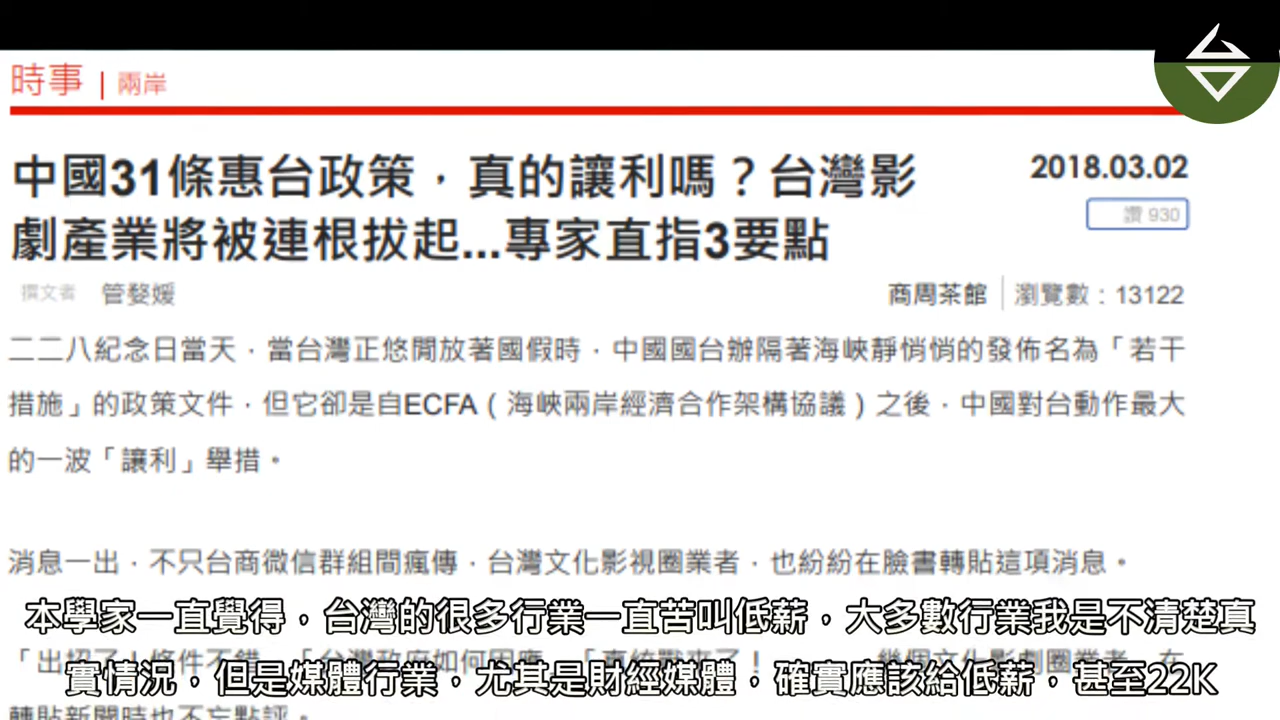 時事 | 兩岸
中國31條惠台政策，真的讓利嗎？台灣影
劇產業將被連根拔起...專家直指3要點
2018.03.02
讚 930
撰文者 管婺媛
商周茶館 | 瀏覽數：13122
二二八紀念日當天，當台灣正悠閒放著國假時，中國國台辦隔著海峽靜悄悄的發佈名為「若干
措施」的政策文件，但它卻是自ECFA（海峽兩岸經濟合作架構協議）之後，中國對台動作最大
的一波「讓利」舉措。
消息一出，不只台商微信群組間瘋傳，台灣文化影視圈業者，也紛紛在臉書轉貼這項消息。
本學家一直覺得，台灣的很多行業一直苦叫低薪，大多數行業我是不清楚真
實情況，但是媒體行業，尤其是財經媒體，確實應該給低薪，甚至22K
轉貼新聞時也不忘點評。